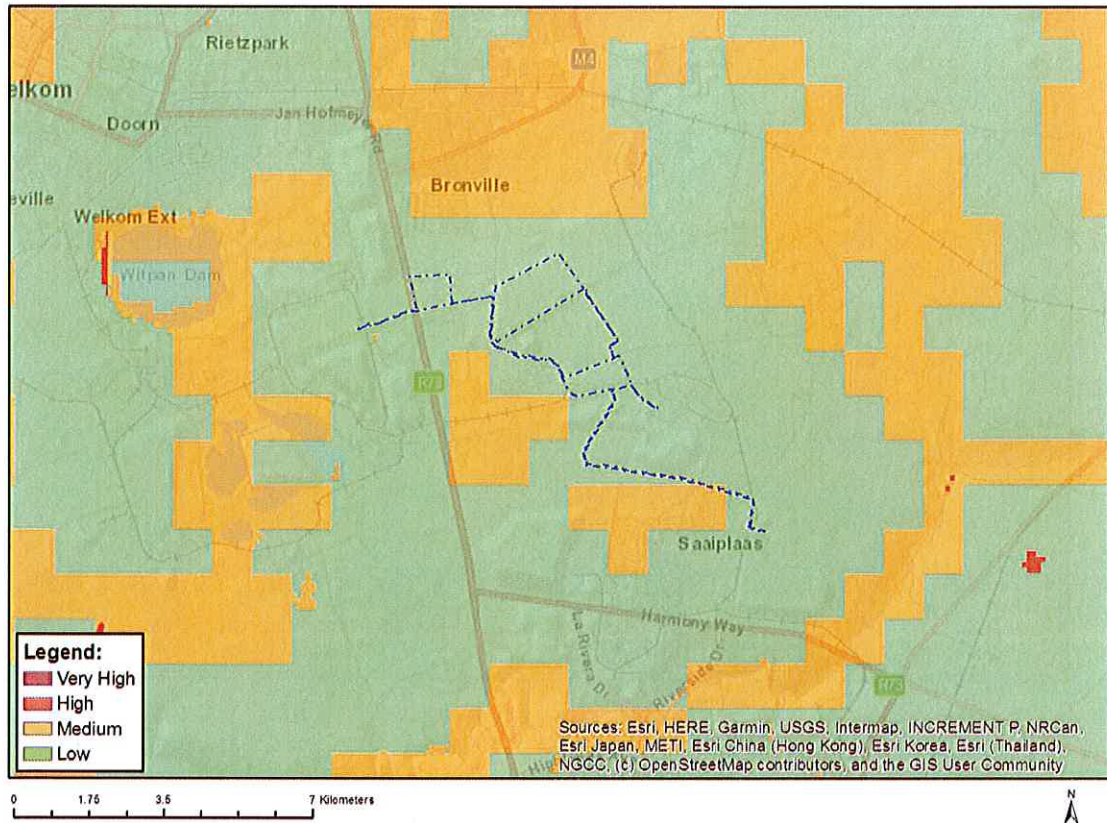 Rietzpark
M4
elkom
Doorn
Jan Hofmeyr Rd
eville
Bronville
Welkom Ext
Witpan Dam
R73
Saaiplaas
Harmony Way
La Rivera Dr
Riverside Dr
R73
Legend:
Very High
High
Medium
Low
Sources: Esri, HERE, Garmin, USGS, Intermap, INCREMENT P, NRCan,
Esri Japan, METI, Esri China (Hong Kong), Esri Korea, Esri (Thailand),
NGCC, (c) OpenStreetMap contributors, and the GIS User Community
0 1.75 3.5 7 Kilometers
N